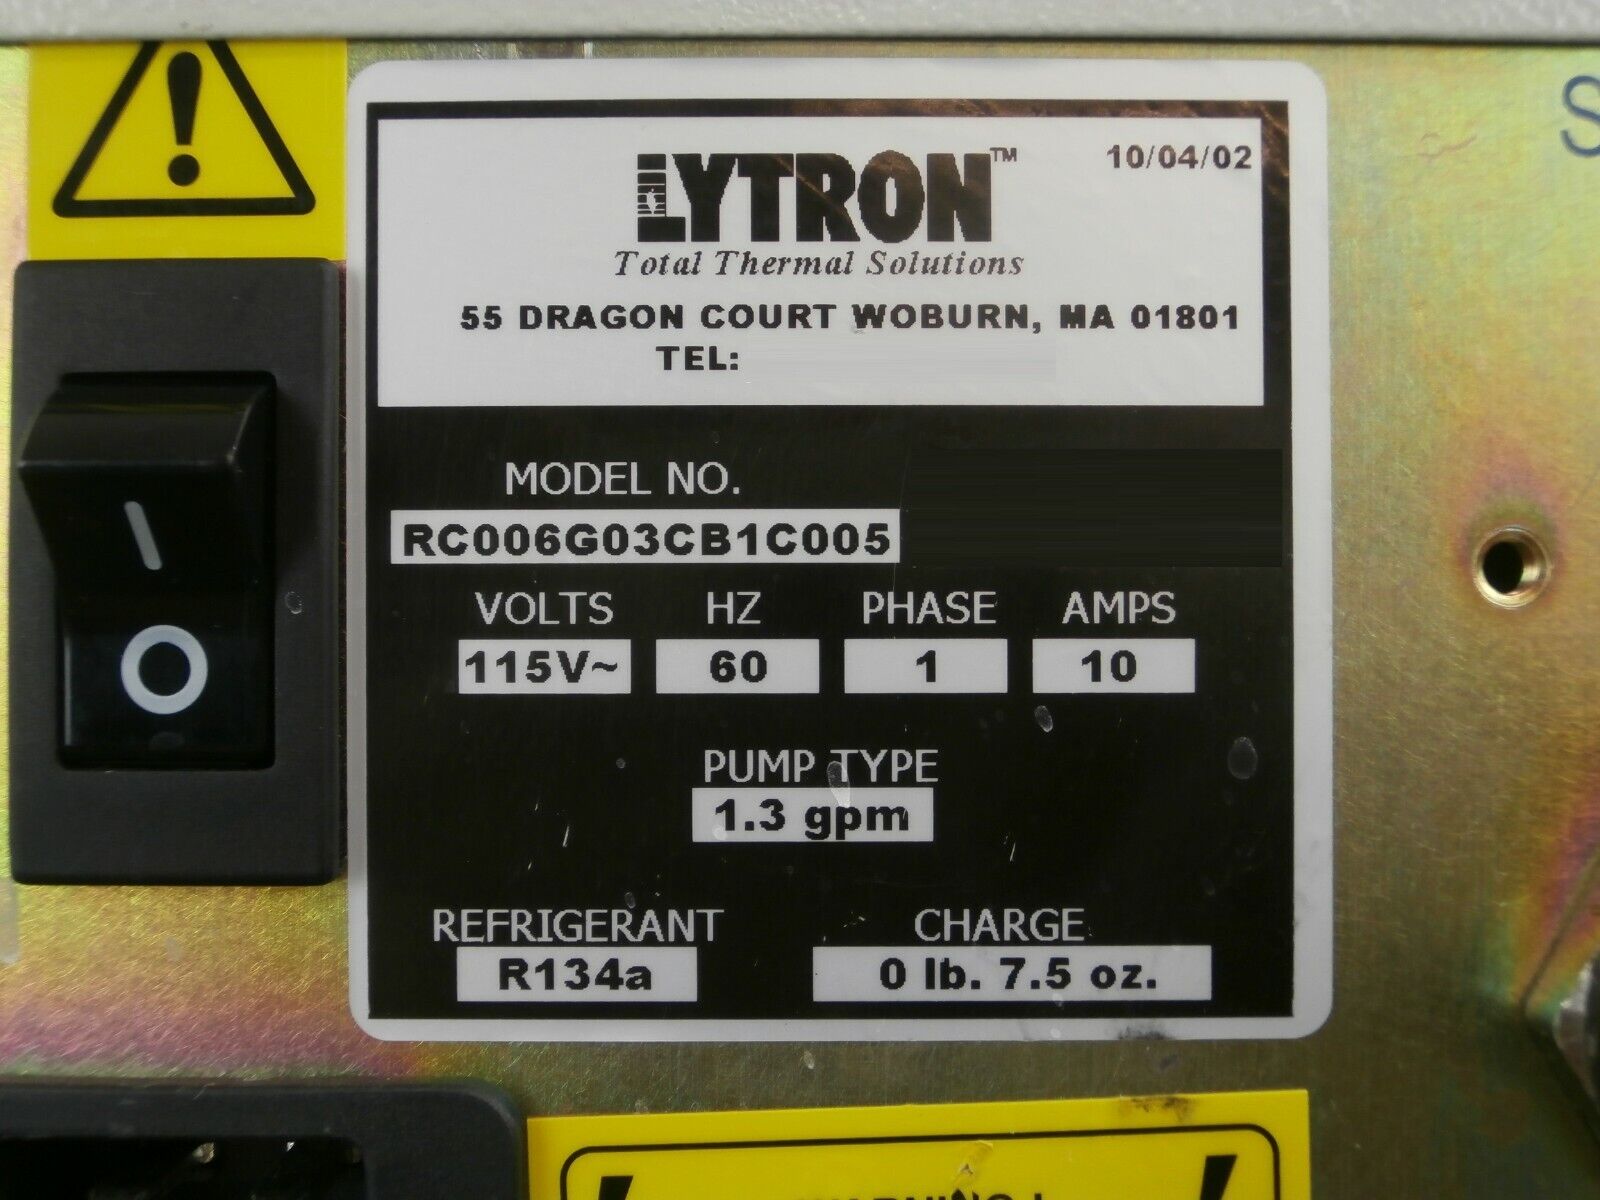 LYTRON™
10/04/02
Total Thermal Solutions
55 DRAGON COURT WOBURN, MA 01801
TEL:
MODEL NO.
RC006G03CB1C005
VOLTS HZ PHASE AMPS
115V~ 60 1 10
PUMP TYPE
1.3 gpm
REFRIGERANT CHARGE
R134a 0 lb. 7.5 oz.